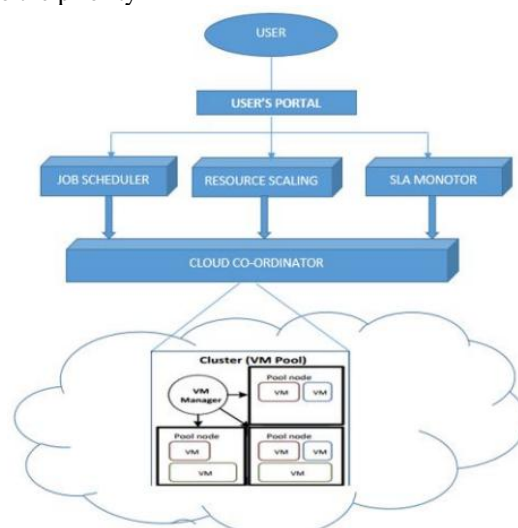 USER
USER'S PORTAL
JOB SCHEDULER
RESOURCE SCALING
SLA MONOTOR
CLOUD CO-ORDINATOR
Cluster (VM Pool)
VM
Manager
Pool node
VM
VM
Pool node
VM
VM
Pool node
VM
VM
VM